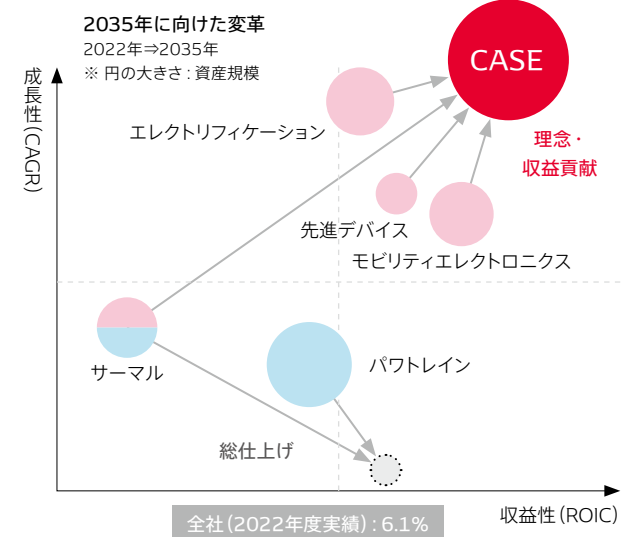 2035年に向けた変革
2022年⇒2035年
※ 円の大きさ : 資産規模
成長性(CAGR)
CASE
エレクトリフィケーション
理念・
収益貢献
先進デバイス
モビリティエレクトロニクス
サーマル
パワトレイン
総仕上げ
収益性(ROIC)
全社(2022年度実績) : 6.1%